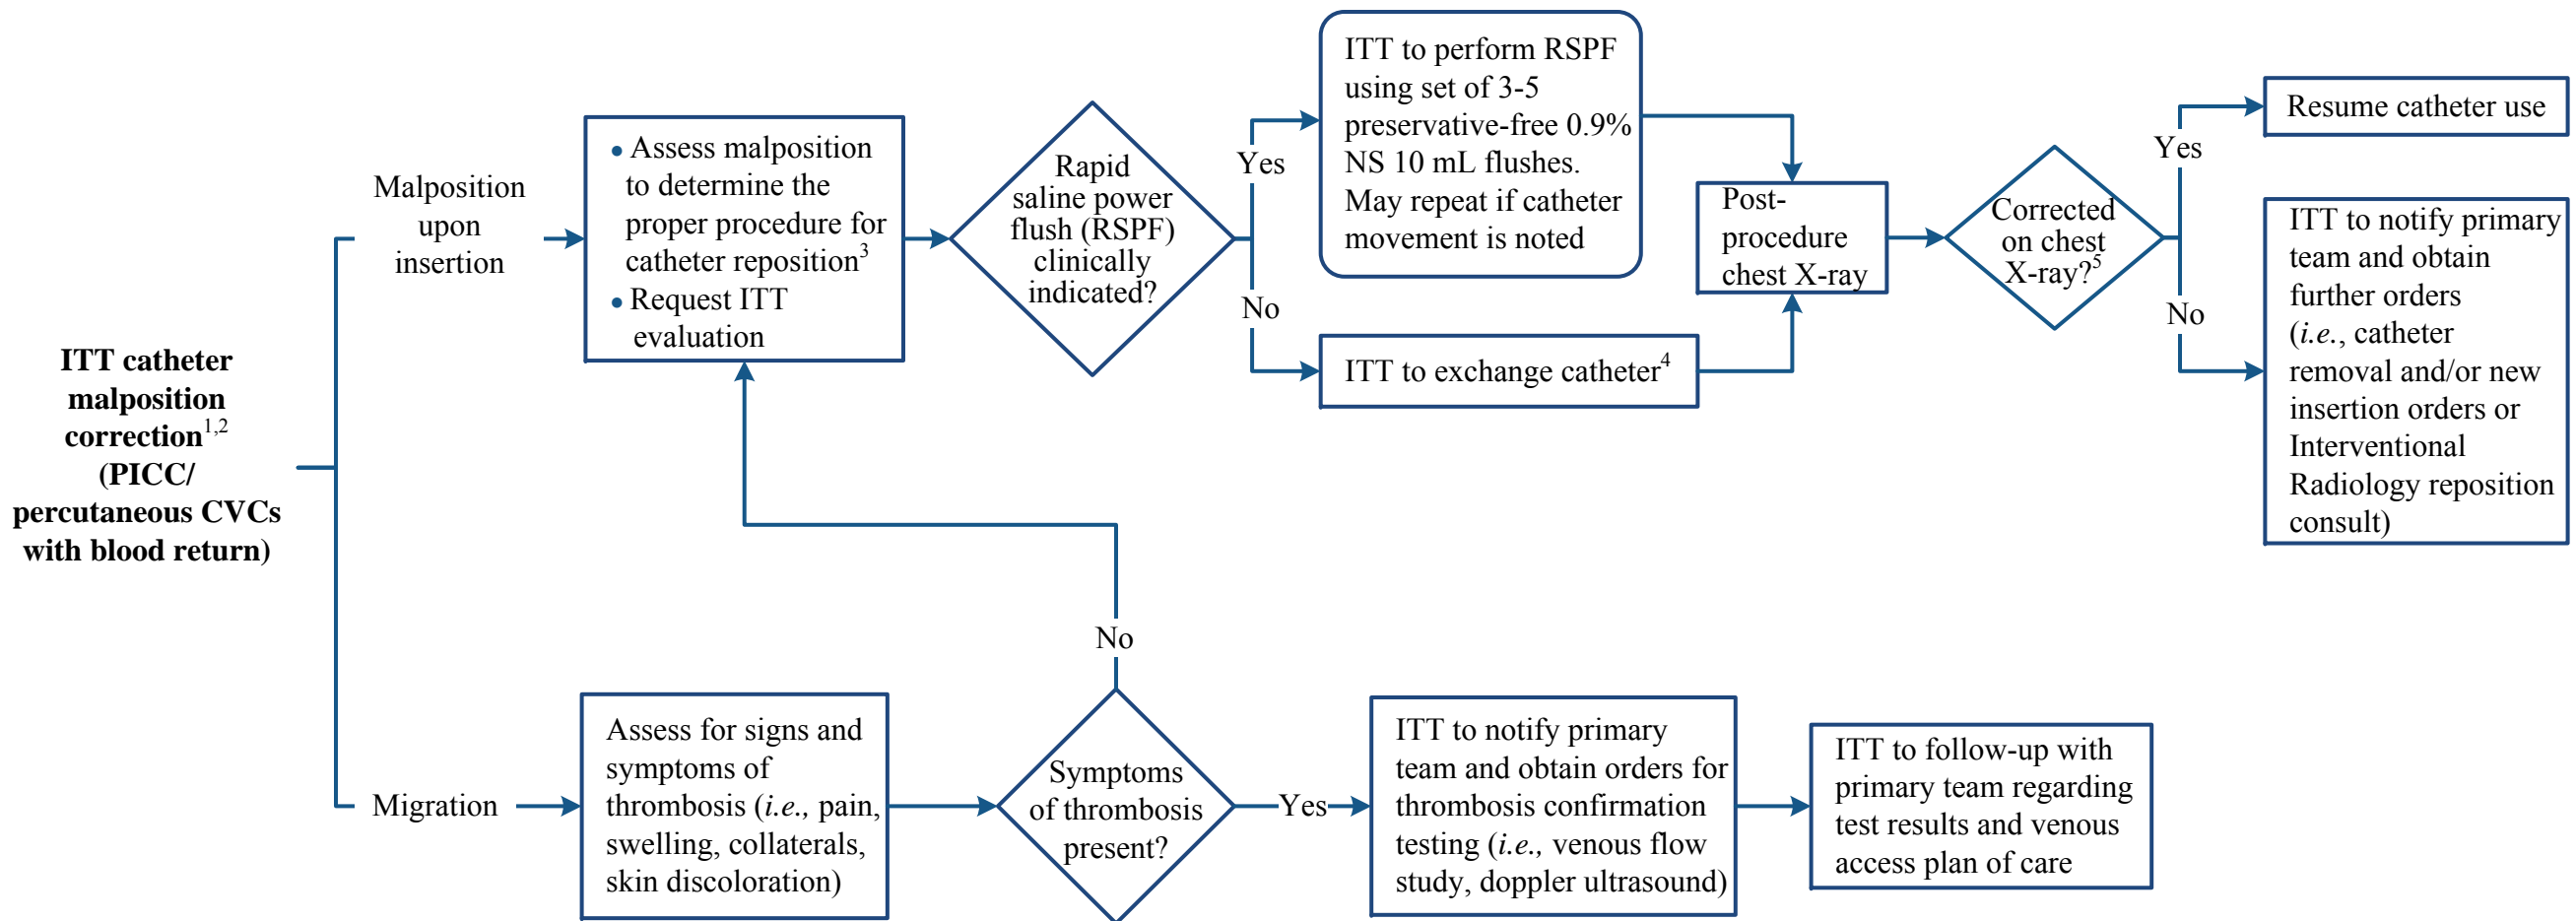 ITT catheter
malposition
correction1,2
(PICC/
percutaneous CVCs
with blood return)
Malposition
upon
insertion
• Assess malposition
to determine the
proper procedure for
catheter reposition3
• Request ITT
evaluation
Rapid
saline power
flush (RSPF)
clinically
indicated?
Yes
No
ITT to perform RSPF
using set of 3-5
preservative-free 0.9%
NS 10 mL flushes.
May repeat if catheter
movement is noted
ITT to exchange catheter4
Post-
procedure
chest X-ray
Corrected
on chest
X-ray?5
Yes
No
Resume catheter use
ITT to notify primary
team and obtain
further orders
(i.e., catheter
removal and/or new
insertion orders or
Interventional
Radiology reposition
consult)
Migration
Assess for signs and
symptoms of
thrombosis (i.e., pain,
swelling, collaterals,
skin discoloration)
Symptoms
of thrombosis
present?
No
Yes
ITT to notify primary
team and obtain orders for
thrombosis confirmation
testing (i.e., venous flow
study, doppler ultrasound)
ITT to follow-up with
primary team regarding
test results and venous
access plan of care